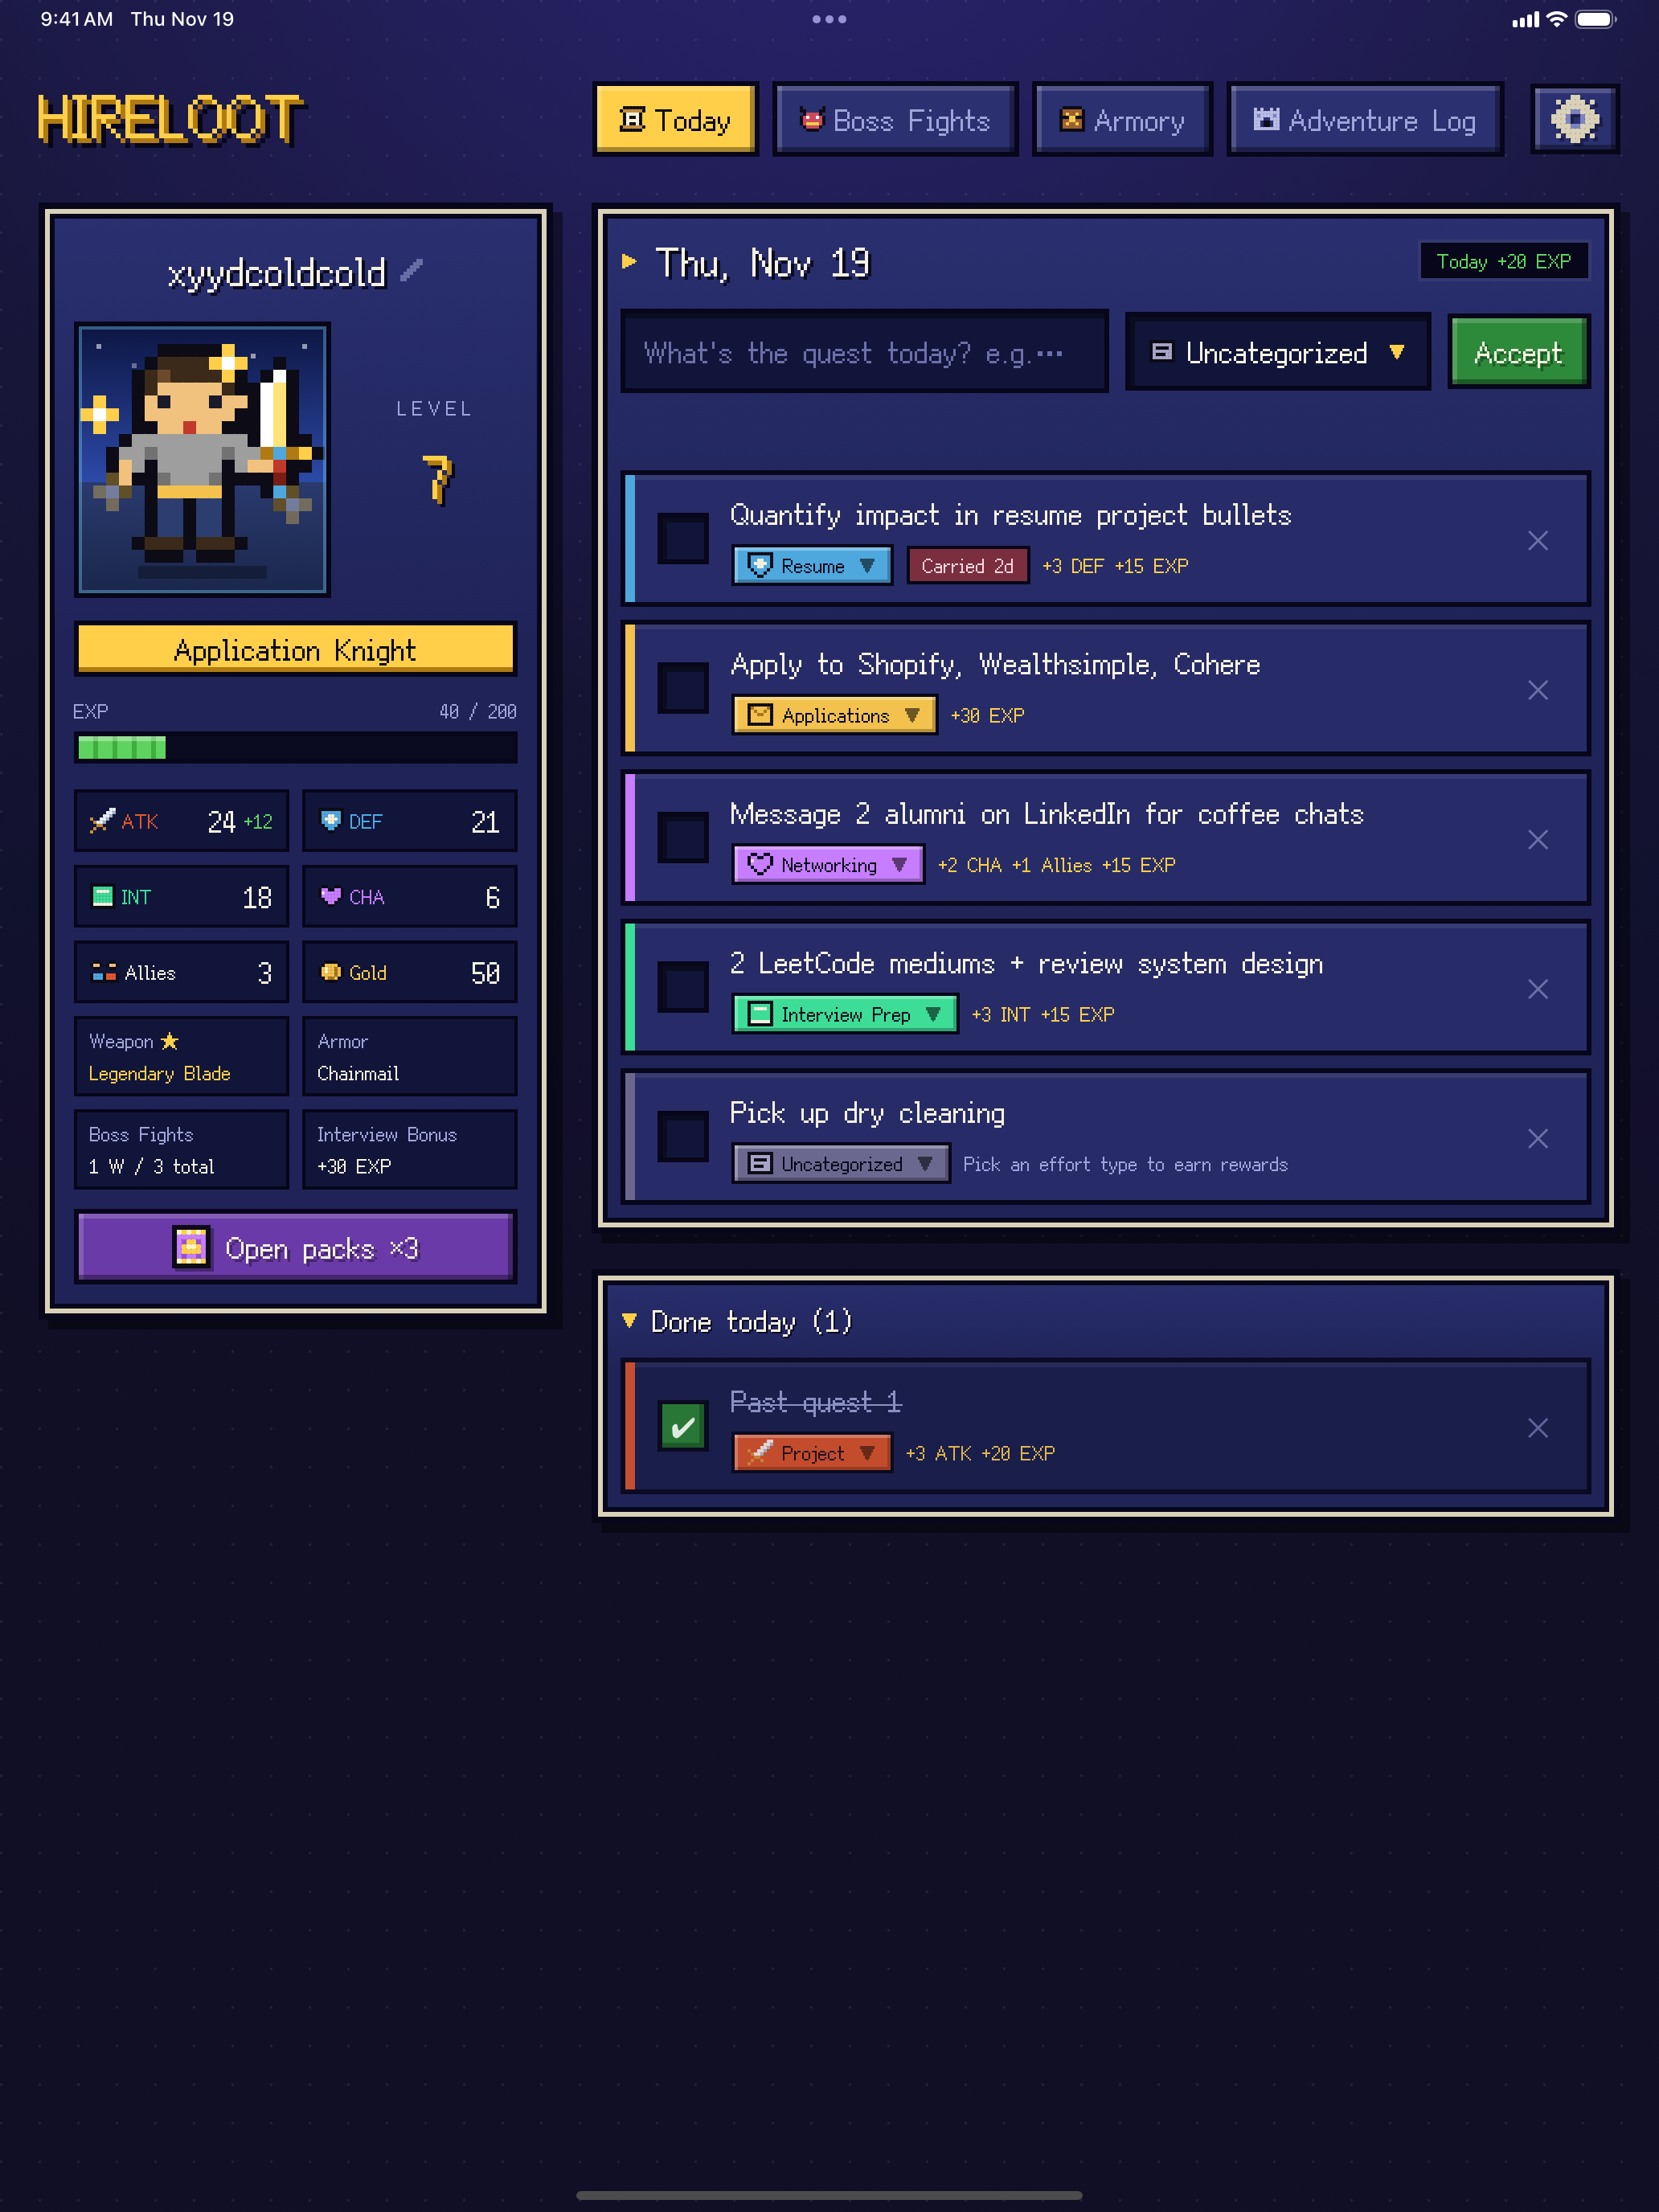 9:41 AM Thu Nov 19
HIRELOOT
Today
Boss Fights
Armory
Adventure Log
xyydcoldcold
LEVEL
7
Application Knight
EXP 40 / 200
ATK 24 +12
DEF 21
INT 18
CHA 6
Allies 3
Gold 50
Weapon
Legendary Blade
Armor
Chainmail
Boss Fights
1 W / 3 total
Interview Bonus
+30 EXP
Open packs ×3
Thu, Nov 19
Today +20 EXP
What's the quest today? e.g.…
Uncategorized
Accept
Quantify impact in resume project bullets
Resume Carried 2d +3 DEF +15 EXP
Apply to Shopify, Wealthsimple, Cohere
Applications +30 EXP
Message 2 alumni on LinkedIn for coffee chats
Networking +2 CHA +1 Allies +15 EXP
2 LeetCode mediums + review system design
Interview Prep +3 INT +15 EXP
Pick up dry cleaning
Uncategorized Pick an effort type to earn rewards
Done today (1)
Past quest 1
Project +3 ATK +20 EXP